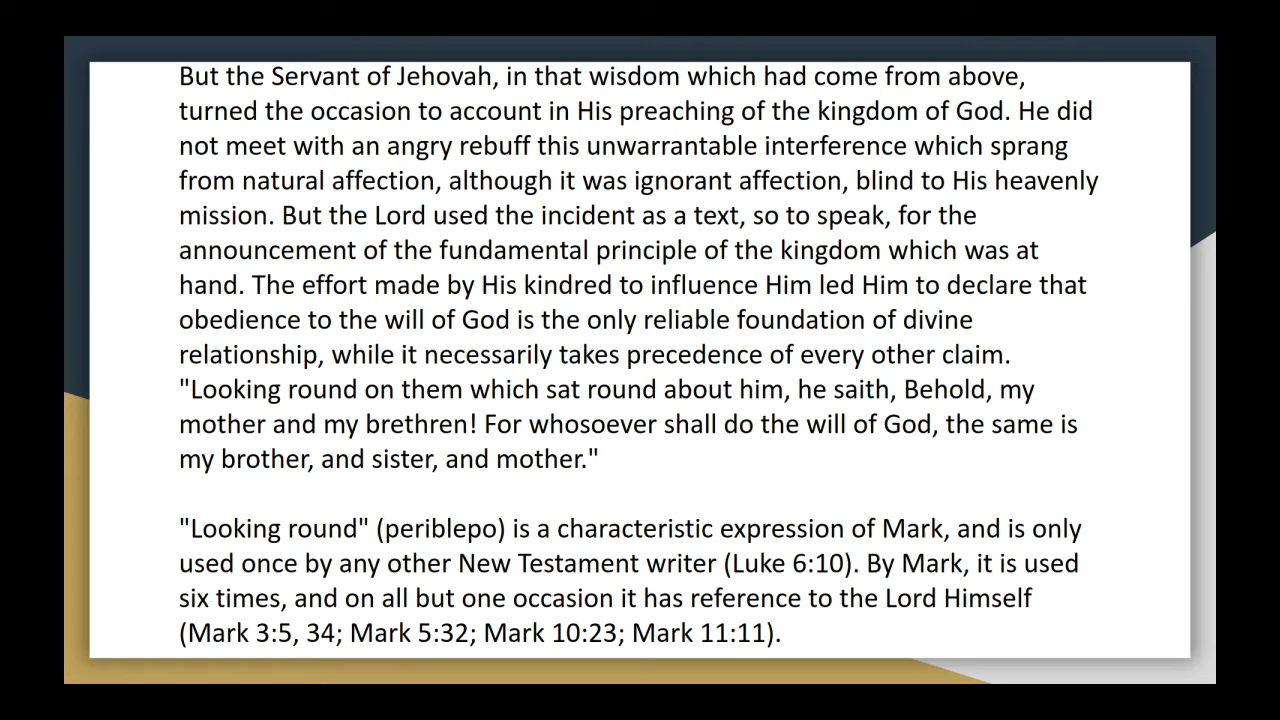 But the Servant of Jehovah, in that wisdom which had come from above,
turned the occasion to account in His preaching of the kingdom of God. He did
not meet with an angry rebuff this unwarrantable interference which sprang
from natural affection, although it was ignorant affection, blind to His heavenly
mission. But the Lord used the incident as a text, so to speak, for the
announcement of the fundamental principle of the kingdom which was at
hand. The effort made by His kindred to influence Him led Him to declare that
obedience to the will of God is the only reliable foundation of divine
relationship, while it necessarily takes precedence of every other claim.
"Looking round on them which sat round about him, he saith, Behold, my
mother and my brethren! For whosoever shall do the will of God, the same is
my brother, and sister, and mother."
"Looking round" (periblepo) is a characteristic expression of Mark, and is only
used once by any other New Testament writer (Luke 6:10). By Mark, it is used
six times, and on all but one occasion it has reference to the Lord Himself
(Mark 3:5, 34; Mark 5:32; Mark 10:23; Mark 11:11).